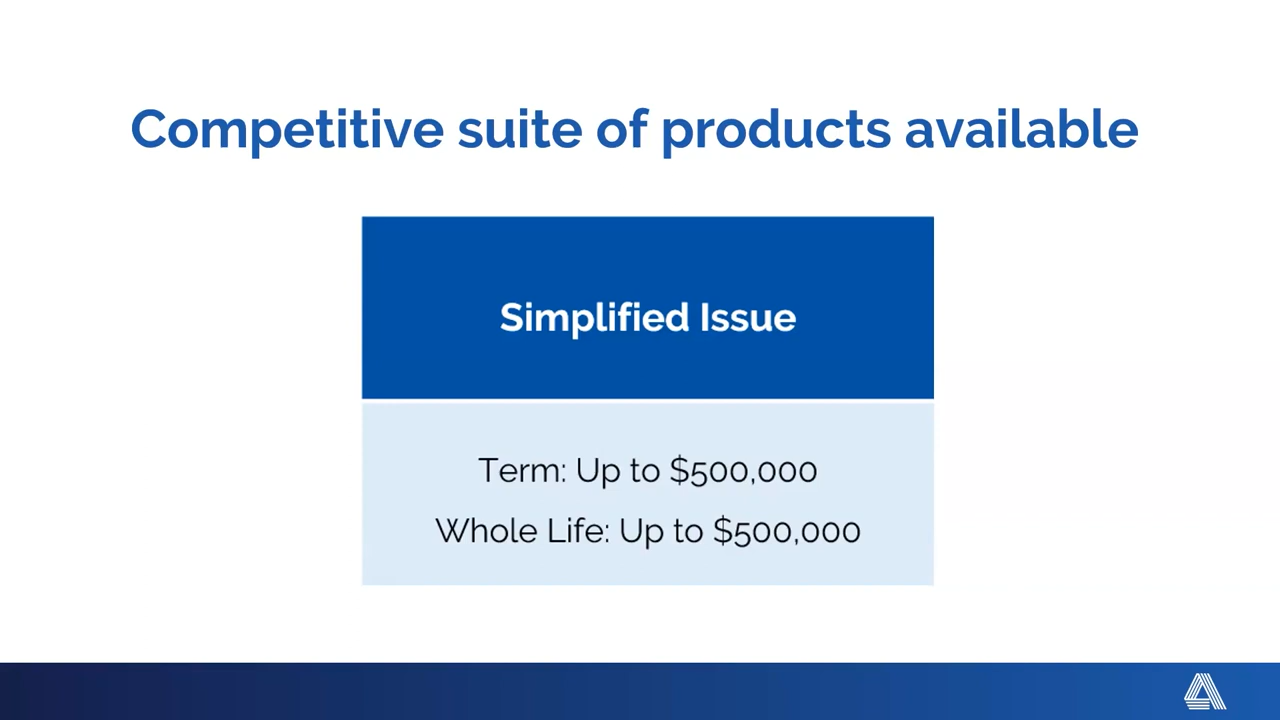 Competitive suite of products available
Simplified Issue
Term: Up to $500,000
Whole Life: Up to $500,000